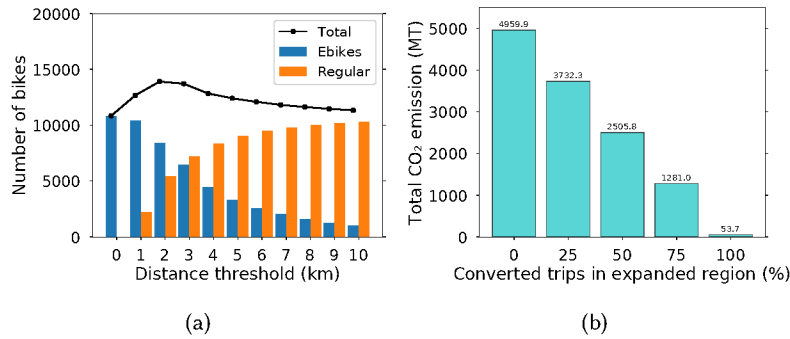 20000
15000
10000
5000
0
Number of bikes
Total
Ebikes
Regular
0 1 2 3 4 5 6 7 8 9 10
Distance threshold (km)
(a)
5000
4000
3000
2000
1000
0
Total CO₂ emission (MT)
4959.9
3732.3
2505.8
1281.0
53.7
0 25 50 75 100
Converted trips in expanded region (%)
(b)